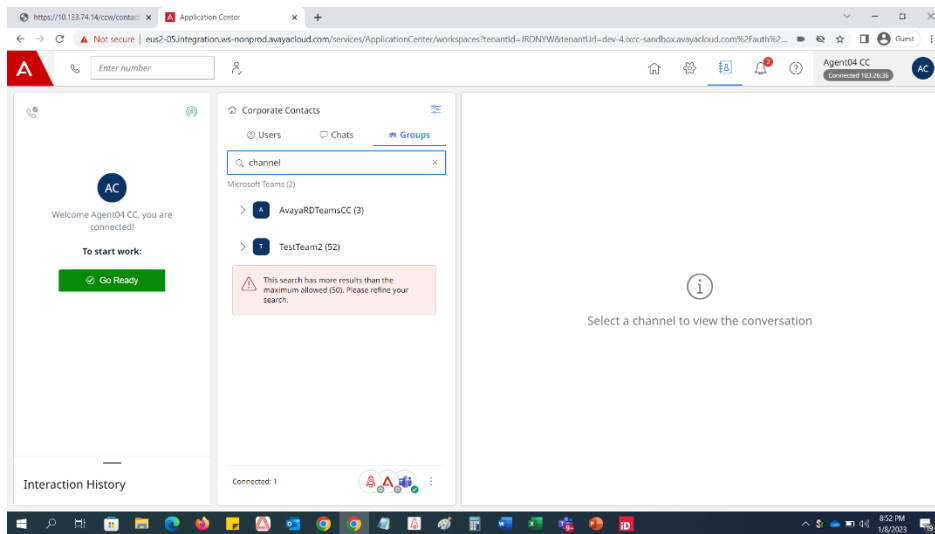 https://10.133.74.14/ccw/contact
Application Center
Not secure
eus2-05.integration.ws-nonprod.avayacloud.com/services/ApplicationCenter/workspaces?tenantId=JRDNYW&tenantUrl=dev-4.ixcc-sandbox.avayacloud.com%2Fauth%2...
Guest
Enter number
2
Agent04 CC
Connected 103:26:36
AC
Corporate Contacts
Users
Chats
Groups
channel
Microsoft Teams (2)
A AvayaRDTeamsCC (3)
T TestTeam2 (52)
This search has more results than the
maximum allowed (50). Please refine your
search.
AC
Welcome Agent04 CC, you are
connected!
To start work:
Go Ready
Select a channel to view the conversation
Interaction History
Connected: 1
8:52 PM
1/8/2023